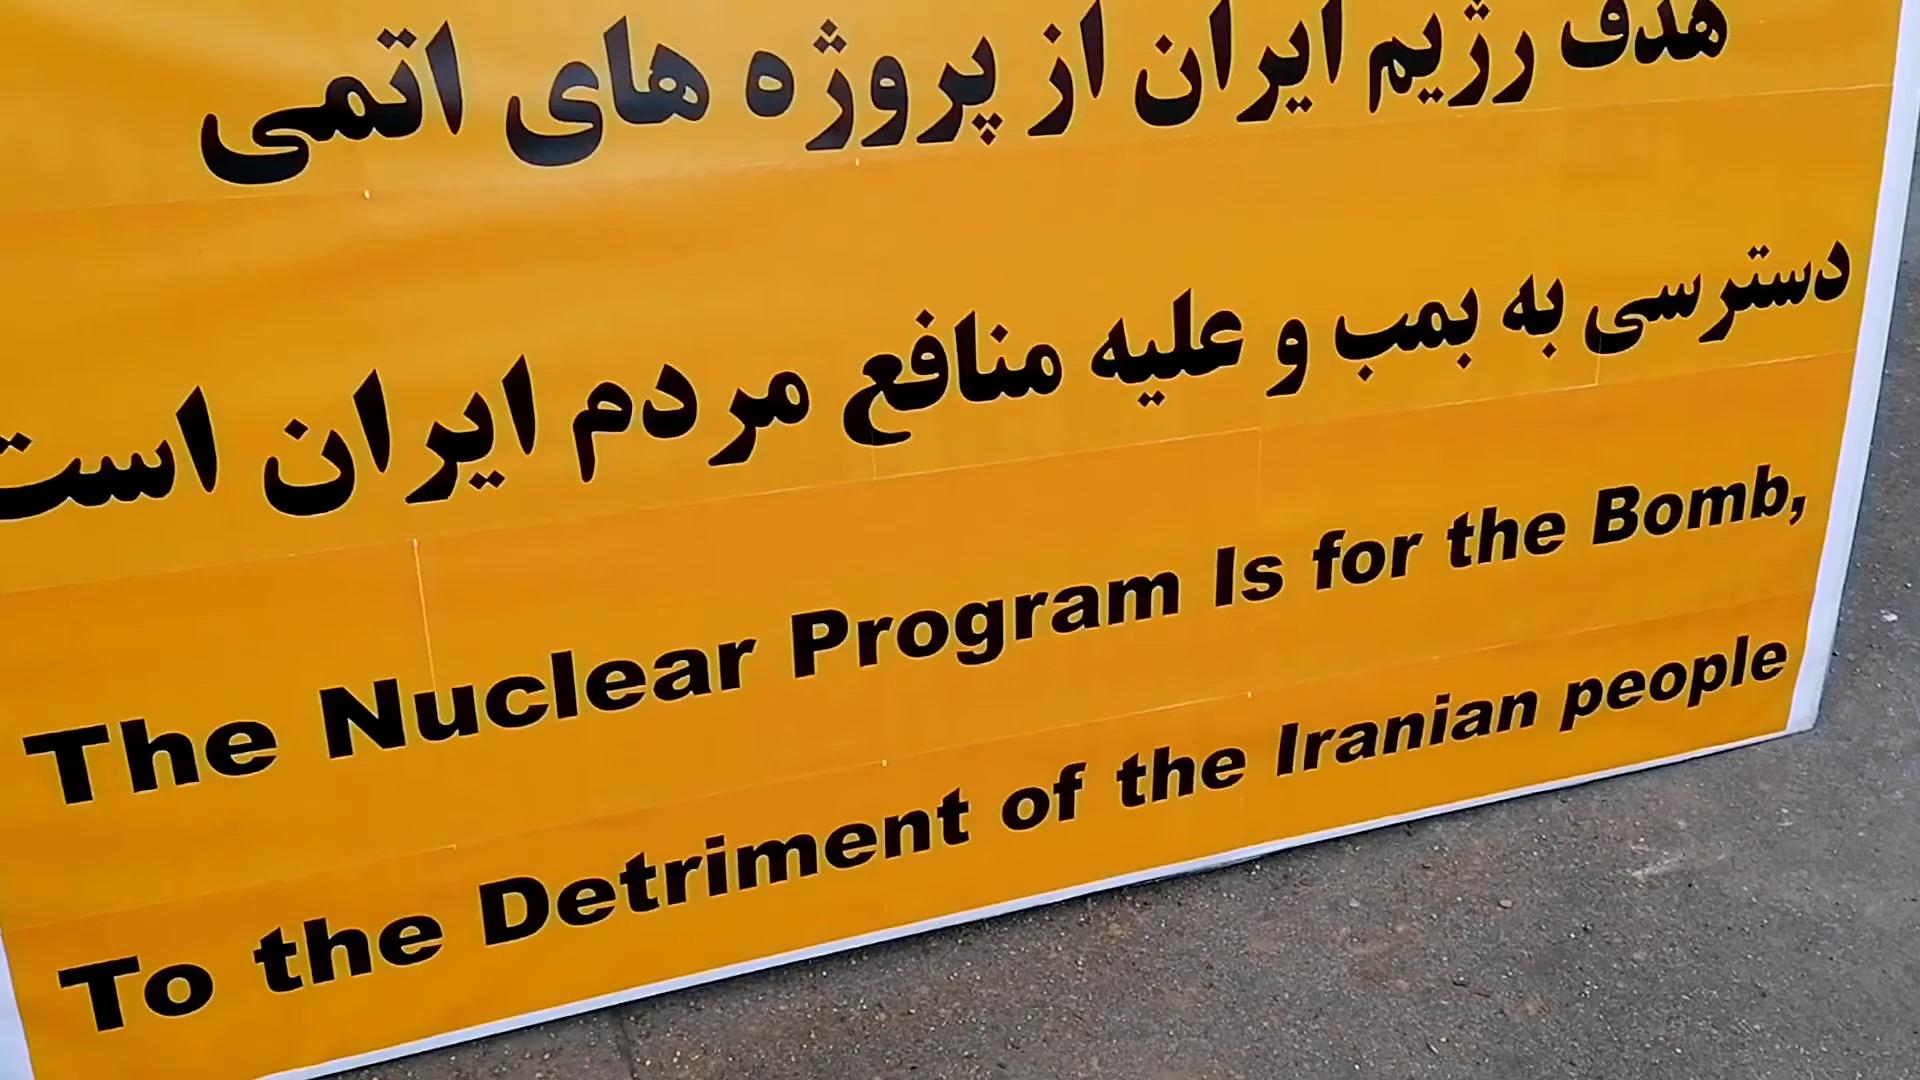 هدف رژیم ایران از پروژه های اتمی
دسترسی به بمب و علیه منافع مردم ایران است
The Nuclear Program Is for the Bomb,
To the Detriment of the Iranian people